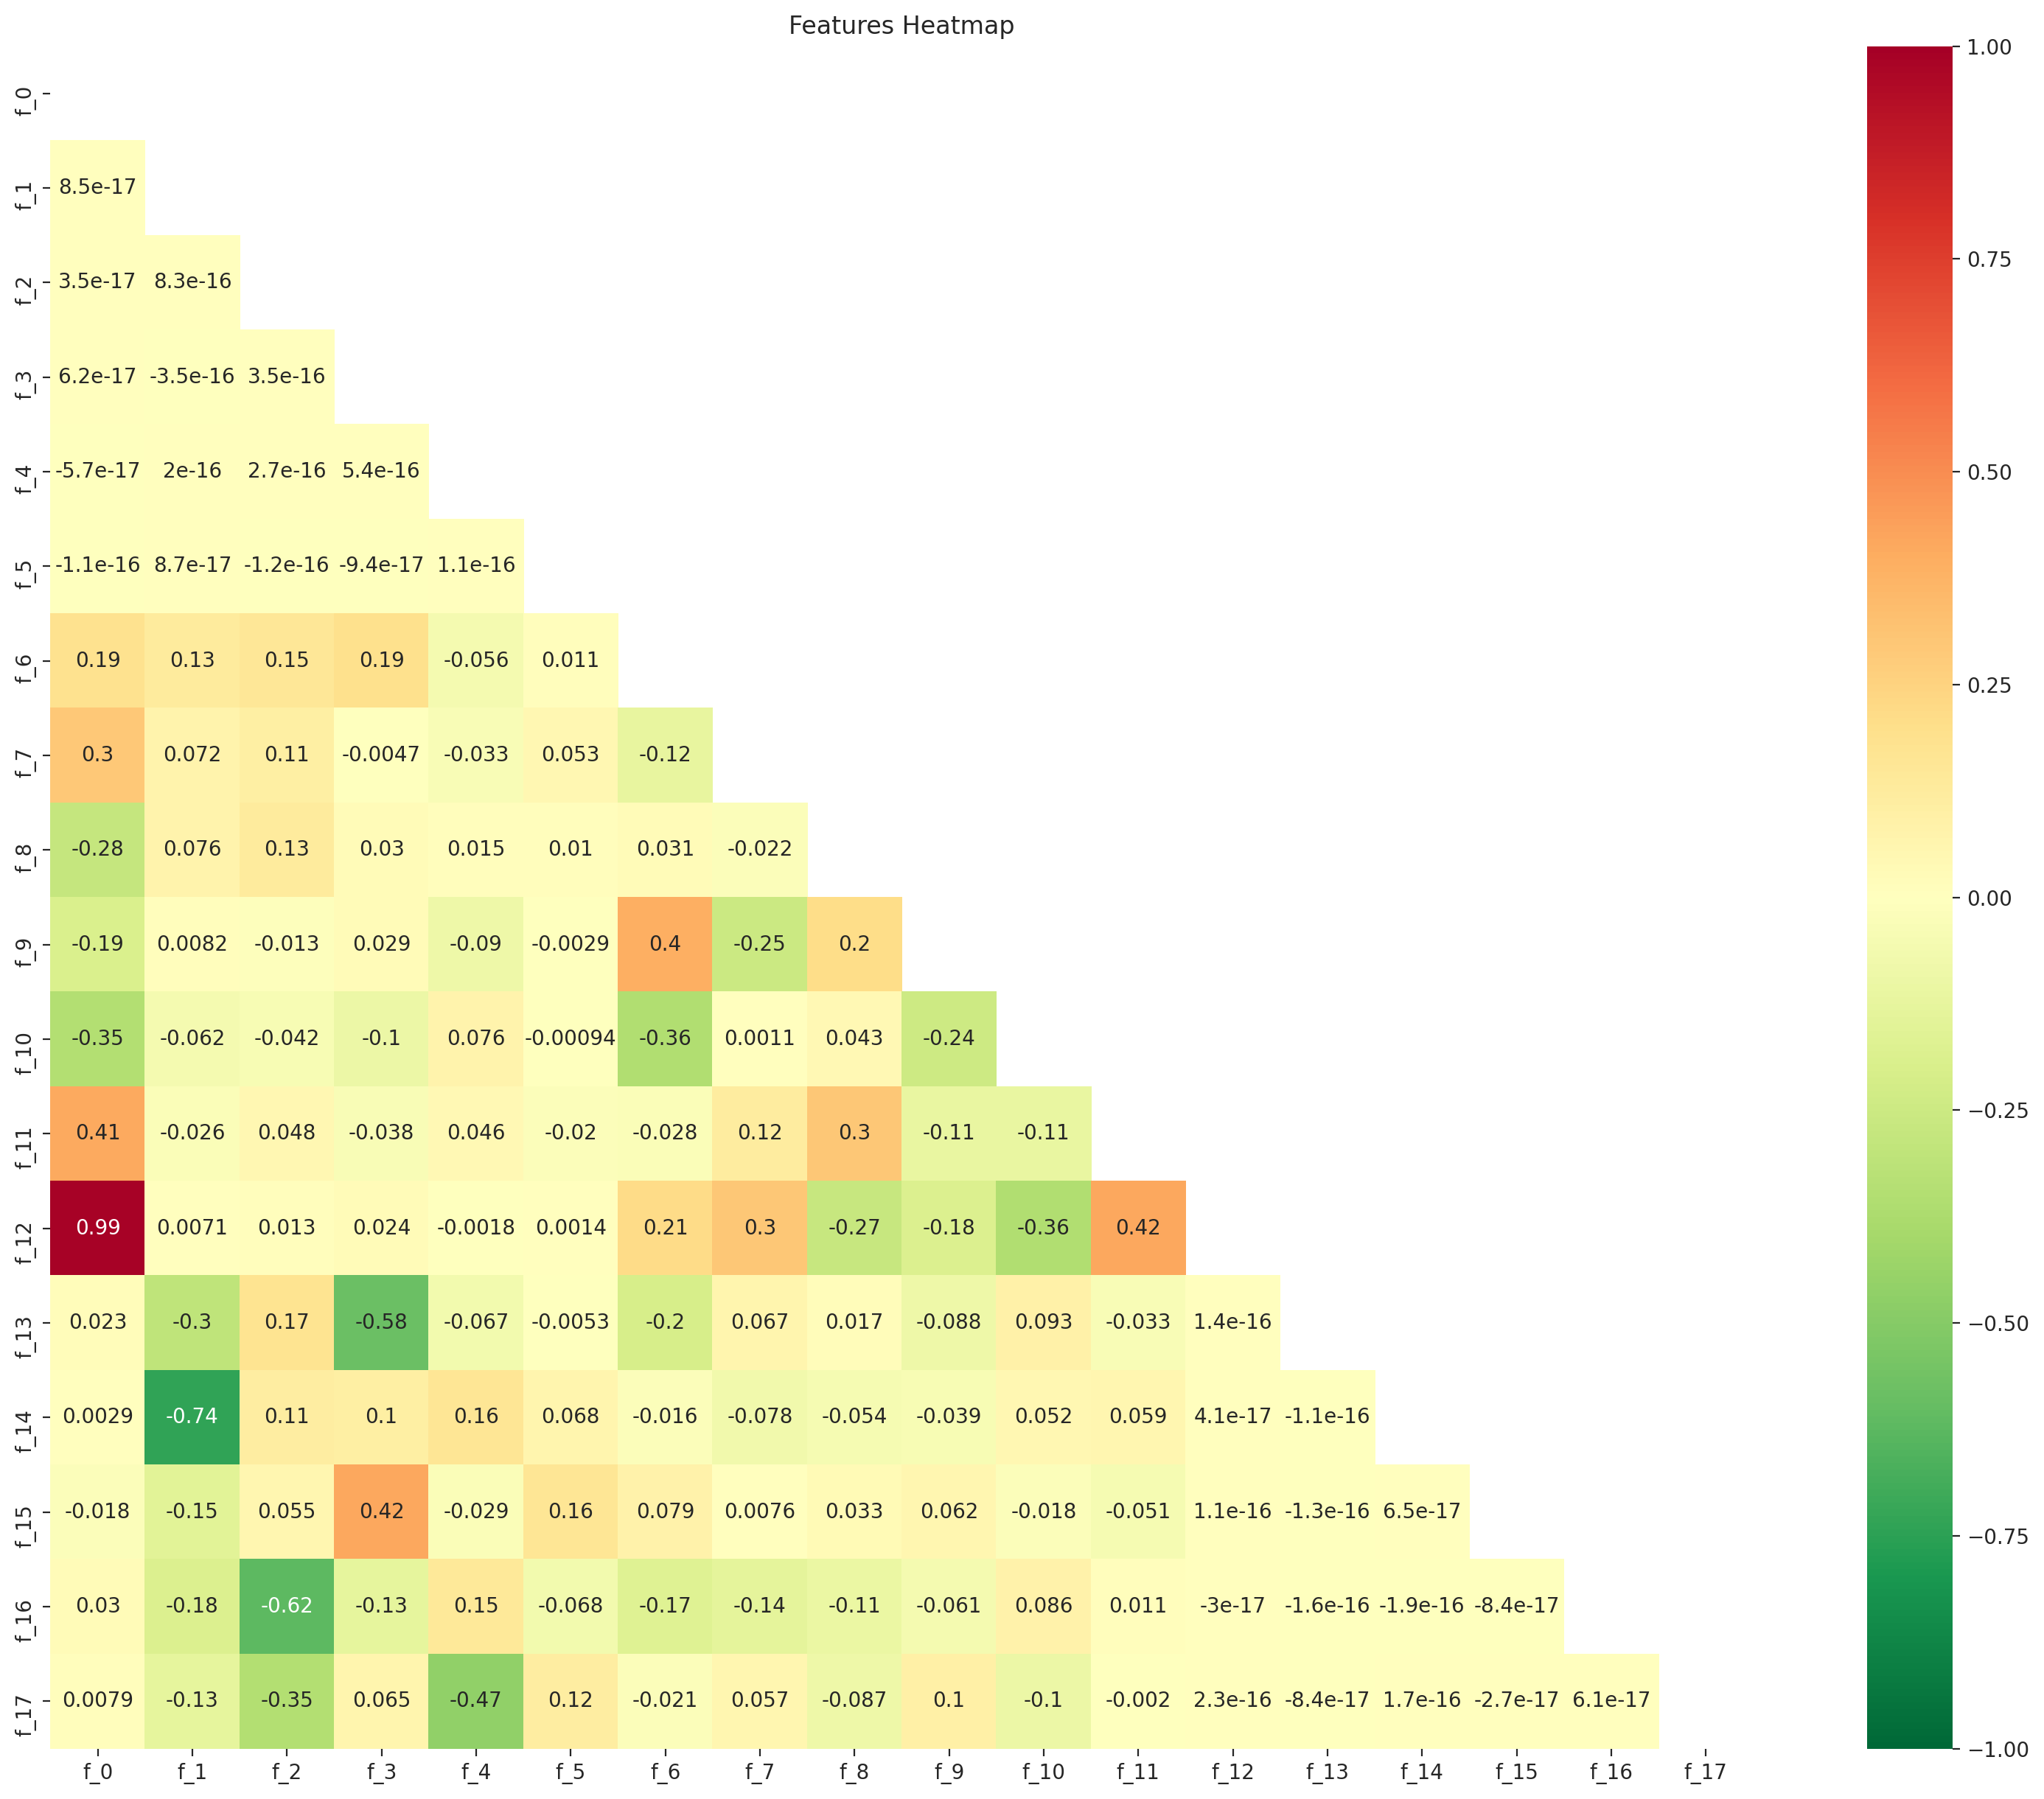 Features Heatmap
f_0
f_1 8.5e-17
f_2 3.5e-17 8.3e-16
f_3 6.2e-17 -3.5e-16 3.5e-16
f_4 -5.7e-17 2e-16 2.7e-16 5.4e-16
f_5 -1.1e-16 8.7e-17 -1.2e-16 -9.4e-17 1.1e-16
f_6 0.19 0.13 0.15 0.19 -0.056 0.011
f_7 0.3 0.072 0.11 -0.0047 -0.033 0.053 -0.12
f_8 -0.28 0.076 0.13 0.03 0.015 0.01 0.031 -0.022
f_9 -0.19 0.0082 -0.013 0.029 -0.09 -0.0029 0.4 -0.25 0.2
f_10 -0.35 -0.062 -0.042 -0.1 0.076 -0.00094 -0.36 0.0011 0.043 -0.24
f_11 0.41 -0.026 0.048 -0.038 0.046 -0.02 -0.028 0.12 0.3 -0.11 -0.11
f_12 0.99 0.0071 0.013 0.024 -0.0018 0.0014 0.21 0.3 -0.27 -0.18 -0.36 0.42
f_13 0.023 -0.3 0.17 -0.58 -0.067 -0.0053 -0.2 0.067 0.017 -0.088 0.093 -0.033 1.4e-16
f_14 0.0029 -0.74 0.11 0.1 0.16 0.068 -0.016 -0.078 -0.054 -0.039 0.052 0.059 4.1e-17 -1.1e-16
f_15 -0.018 -0.15 0.055 0.42 -0.029 0.16 0.079 0.0076 0.033 0.062 -0.018 -0.051 1.1e-16 -1.3e-16 6.5e-17
f_16 0.03 -0.18 -0.62 -0.13 0.15 -0.068 -0.17 -0.14 -0.11 -0.061 0.086 0.011 -3e-17 -1.6e-16 -1.9e-16 -8.4e-17
f_17 0.0079 -0.13 -0.35 0.065 -0.47 0.12 -0.021 0.057 -0.087 0.1 -0.1 -0.002 2.3e-16 -8.4e-17 1.7e-16 -2.7e-17 6.1e-17
f_0 f_1 f_2 f_3 f_4 f_5 f_6 f_7 f_8 f_9 f_10 f_11 f_12 f_13 f_14 f_15 f_16 f_17
1.00
0.75
0.50
0.25
0.00
−0.25
−0.50
−0.75
−1.00